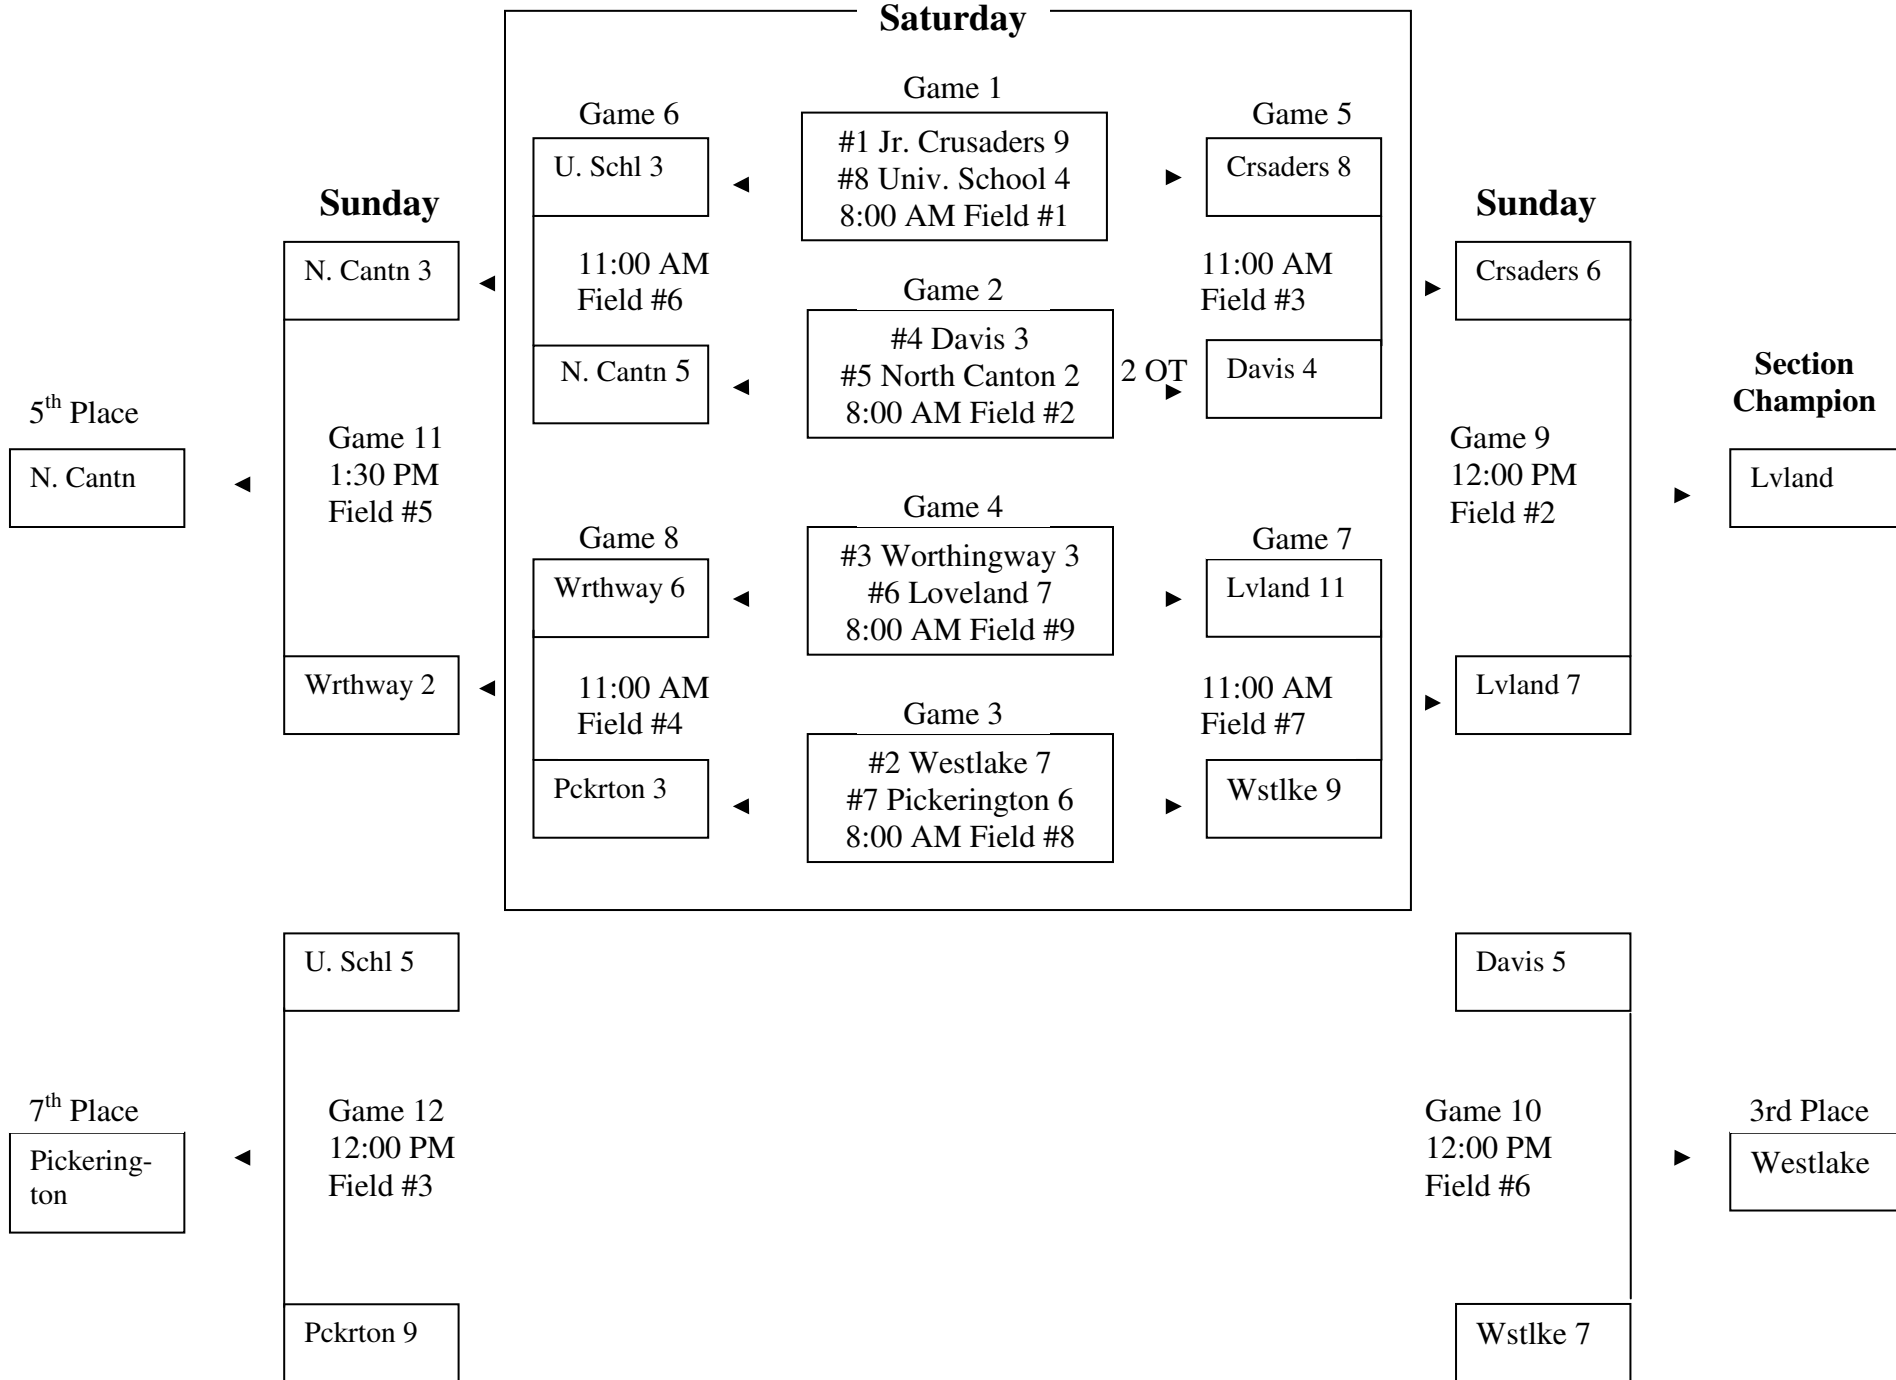 Saturday
Game 1
Game 6
Game 5
#1 Jr. Crusaders 9
#8 Univ. School 4
8:00 AM Field #1
U. Schl 3
Crsaders 8
Sunday
Sunday
N. Cantn 3
11:00 AM
Field #6
Game 2
11:00 AM
Field #3
Crsaders 6
#4 Davis 3
#5 North Canton 2
8:00 AM Field #2
2 OT
N. Cantn 5
Davis 4
Section
Champion
5th Place
N. Cantn
Game 11
1:30 PM
Field #5
Game 9
12:00 PM
Field #2
Lvland
Game 4
Game 8
Game 7
#3 Worthingway 3
#6 Loveland 7
8:00 AM Field #9
Wrthway 6
Lvland 11
Wrthway 2
11:00 AM
Field #4
Game 3
11:00 AM
Field #7
Lvland 7
#2 Westlake 7
#7 Pickerington 6
8:00 AM Field #8
Pckrton 3
Wstlke 9
U. Schl 5
Davis 5
7th Place
Pickering-
ton
Game 12
12:00 PM
Field #3
Game 10
12:00 PM
Field #6
3rd Place
Westlake
Pckrton 9
Wstlke 7